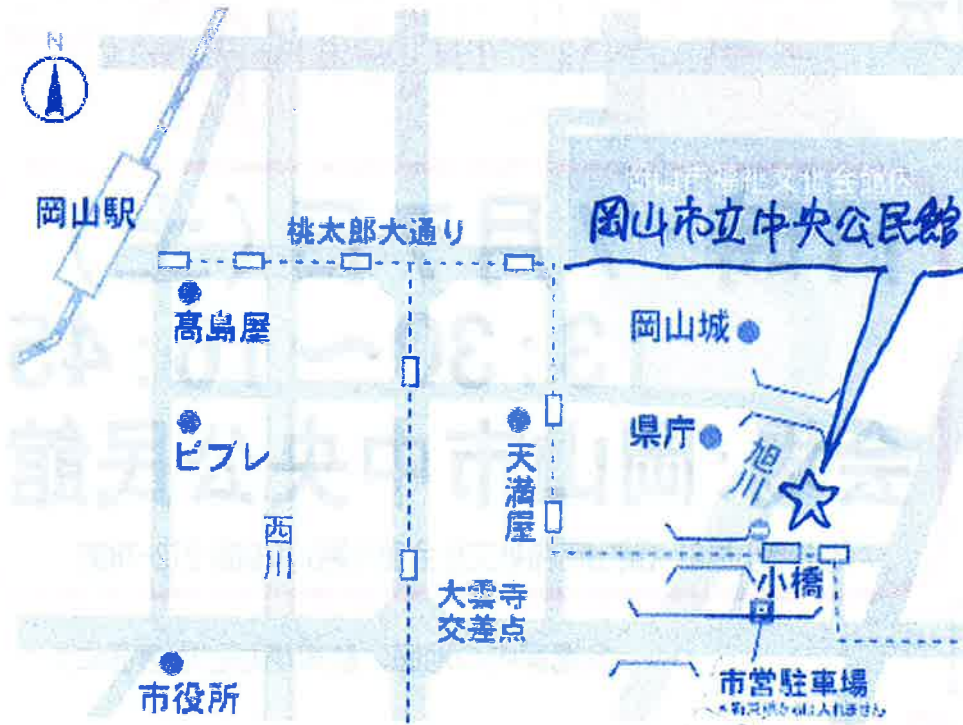 N
岡山駅
桃太郎大通り
岡山市立中央公民館
高島屋
岡山城
ビブレ
天満屋
県庁
旭川
西川
小橋
大雲寺
交差点
市役所
市営駐車場